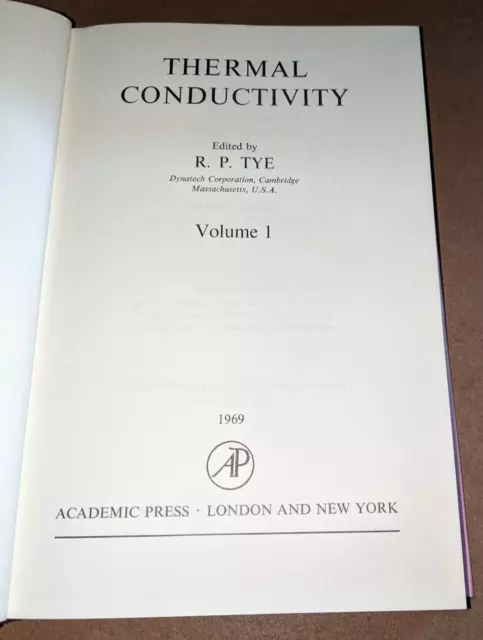 THERMAL
CONDUCTIVITY
Edited by
R. P. TYE
Dynatech Corporation, Cambridge
Massachusetts, U.S.A.
Volume 1
1969
AP
ACADEMIC PRESS · LONDON AND NEW YORK